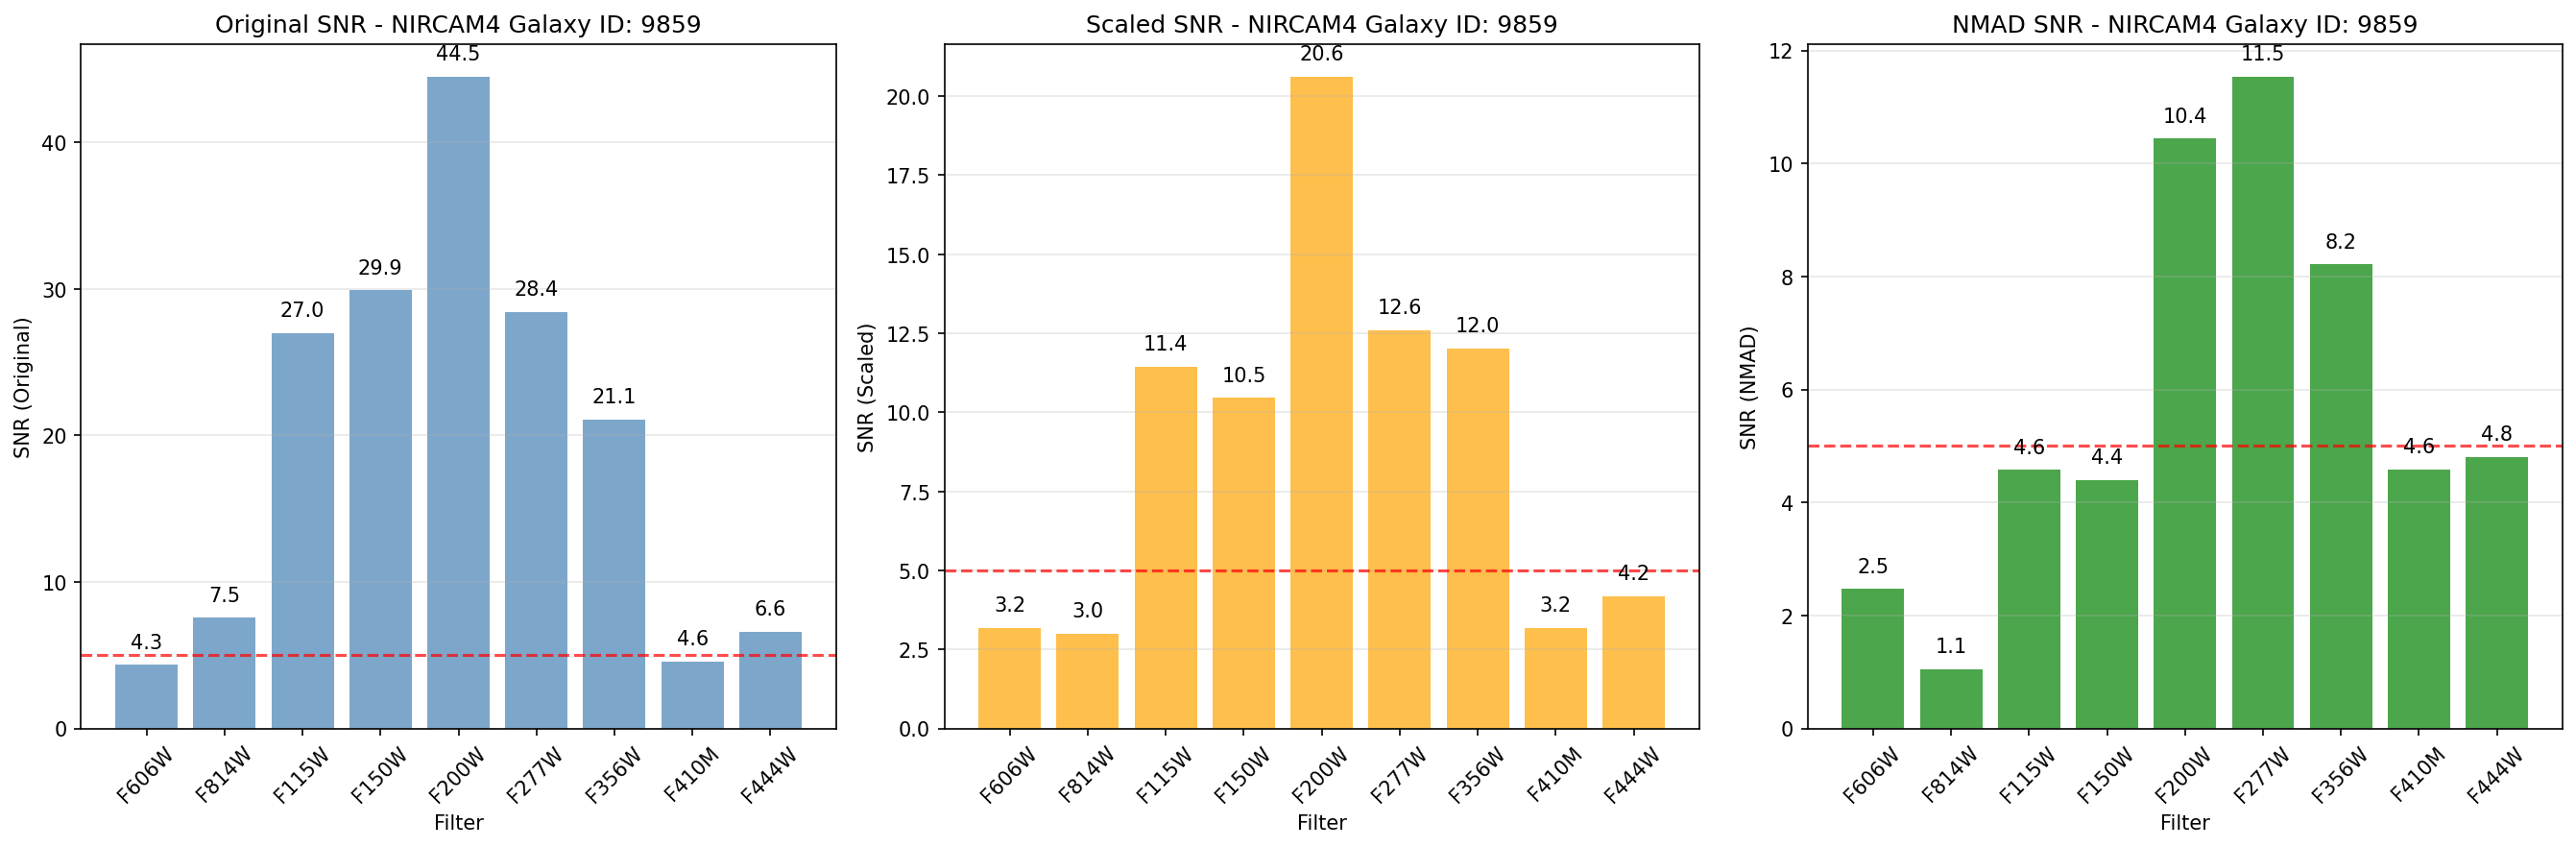 Original SNR - NIRCAM4 Galaxy ID: 9859
SNR (Original)
40
30
20
10
0
4.3
7.5
27.0
29.9
44.5
28.4
21.1
4.6
6.6
F606W
F814W
F115W
F150W
F200W
F277W
F356W
F410M
F444W
Filter
Scaled SNR - NIRCAM4 Galaxy ID: 9859
SNR (Scaled)
20.0
17.5
15.0
12.5
10.0
7.5
5.0
2.5
0.0
3.2
3.0
11.4
10.5
20.6
12.6
12.0
3.2
4.2
F606W
F814W
F115W
F150W
F200W
F277W
F356W
F410M
F444W
Filter
NMAD SNR - NIRCAM4 Galaxy ID: 9859
SNR (NMAD)
12
10
8
6
4
2
0
2.5
1.1
4.6
4.4
10.4
11.5
8.2
4.6
4.8
F606W
F814W
F115W
F150W
F200W
F277W
F356W
F410M
F444W
Filter